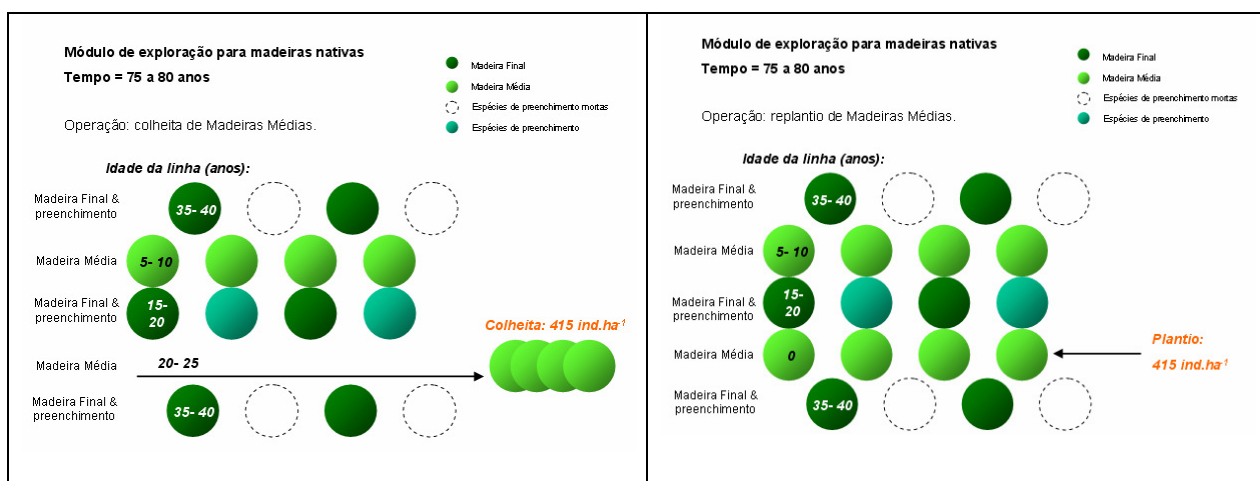 Módulo de exploração para madeiras nativas
Tempo = 75 a 80 anos
Madeira Final
Madeira Média
Espécies de preenchimento mortas
Espécies de preenchimento
Operação: colheita de Madeiras Médias.
Idade da linha (anos):
Madeira Final &
preenchimento
35- 40
Madeira Média
5- 10
Madeira Final &
preenchimento
15-
20
Colheita: 415 ind.ha-1
Madeira Média
20- 25
Madeira Final &
preenchimento
35- 40
Módulo de exploração para madeiras nativas
Tempo = 75 a 80 anos
Madeira Final
Madeira Média
Espécies de preenchimento mortas
Espécies de preenchimento
Operação: replantio de Madeiras Médias.
Idade da linha (anos):
Madeira Final &
preenchimento
35- 40
Madeira Média
5- 10
Madeira Final &
preenchimento
15-
20
Madeira Média
0
Plantio:
415 ind.ha-1
Madeira Final &
preenchimento
35- 40